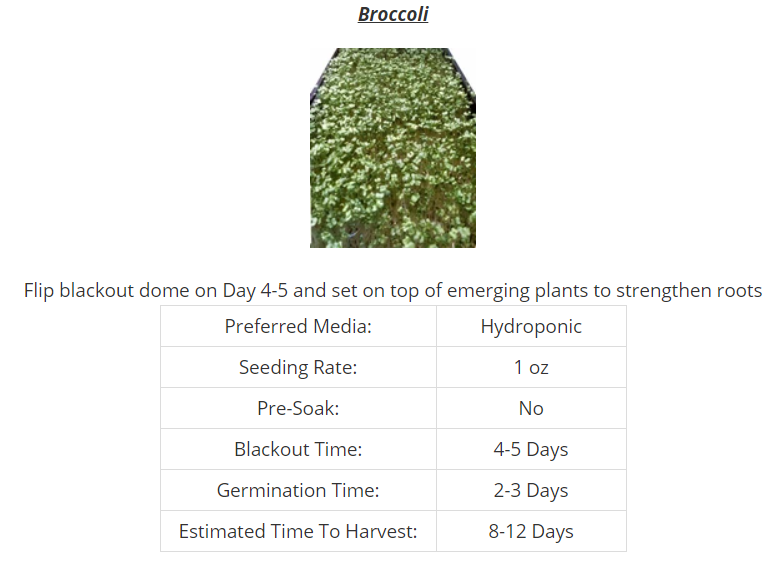 Broccoli
Flip blackout dome on Day 4-5 and set on top of emerging plants to strengthen roots
Preferred Media: Hydroponic
Seeding Rate: 1 oz
Pre-Soak: No
Blackout Time: 4-5 Days
Germination Time: 2-3 Days
Estimated Time To Harvest: 8-12 Days